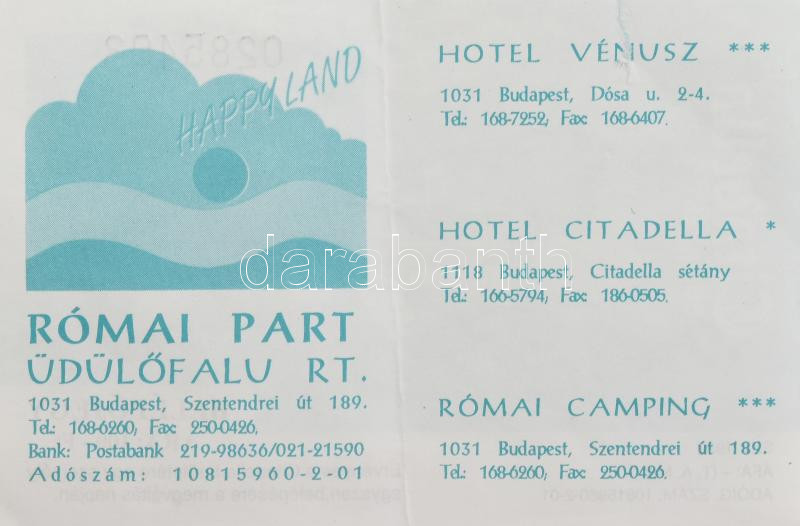 HAPPY LAND
RÓMAI PART
ÜDÜLŐFALU RT.
1031 Budapest, Szentendrei út 189.
Tel.: 168-6260, Fax: 250-0426,
Bank: Postabank 219-98636/021-21590
Adószám: 10815960-2-01
HOTEL VÉNUSZ ***
1031 Budapest, Dósa u. 2-4.
Tel.: 168-7252, Fax: 168-6407.
HOTEL CITADELLA *
1118 Budapest, Citadella sétány
Tel.: 166-5794, Fax: 186-0505.
RÓMAI CAMPING ***
1031 Budapest, Szentendrei út 189.
Tel.: 168-6260, Fax: 250-0426.
darabanth